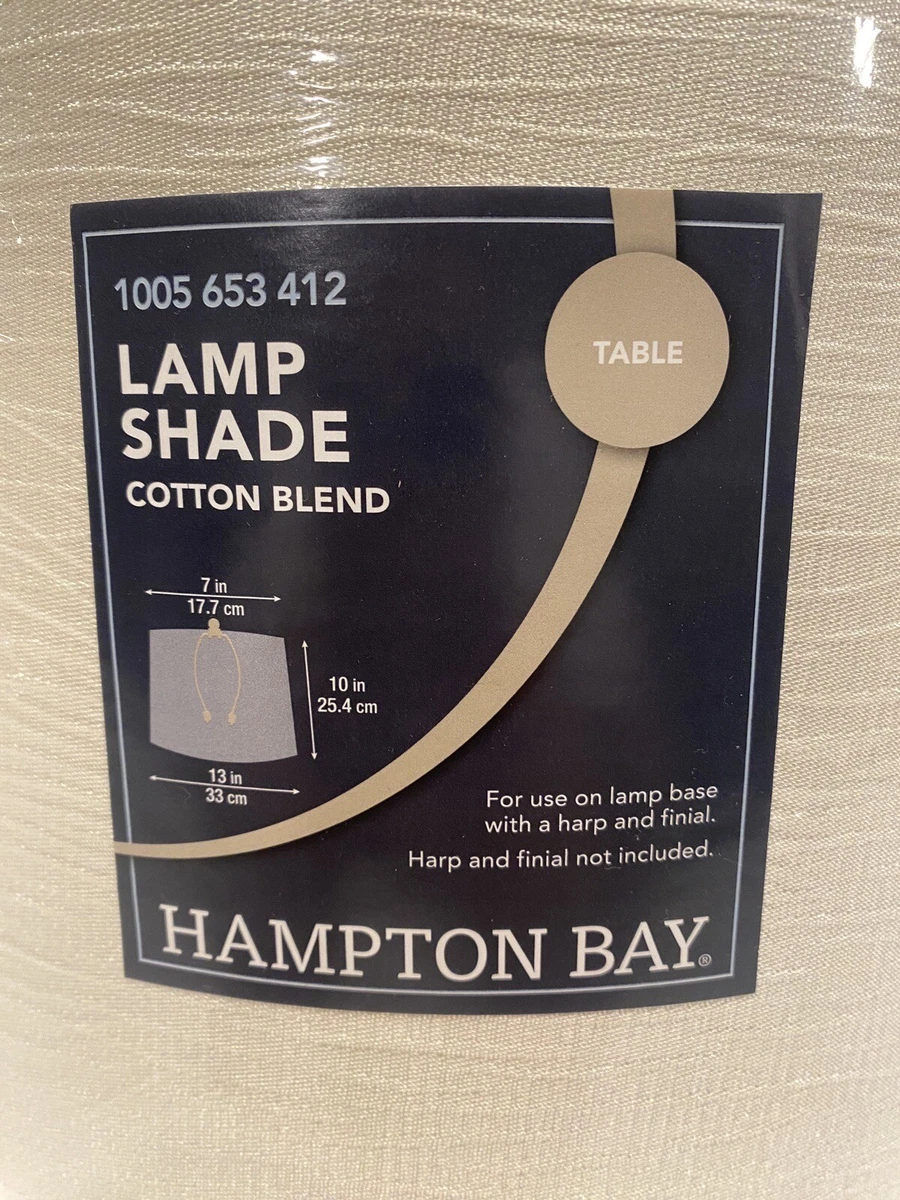 1005 653 412
TABLE
LAMP
SHADE
COTTON BLEND
7 in
17.7 cm
10 in
25.4 cm
13 in
33 cm
For use on lamp base
with a harp and finial.
Harp and finial not included.
HAMPTON BAY®